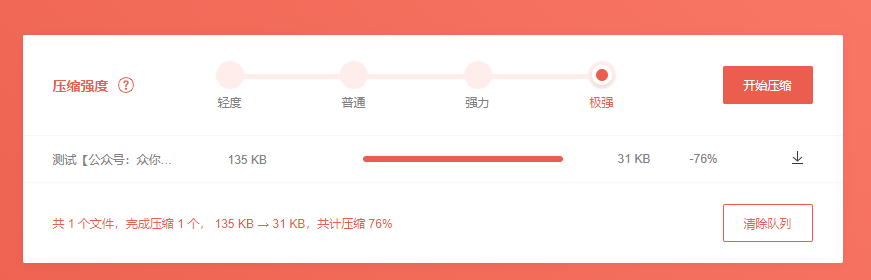 压缩强度 ?
轻度 普通 强力 极强
开始压缩
测试【公众号：众你... 135 KB 31 KB -76%
共 1 个文件，完成压缩 1 个， 135 KB → 31 KB，共计压缩 76%
清除队列